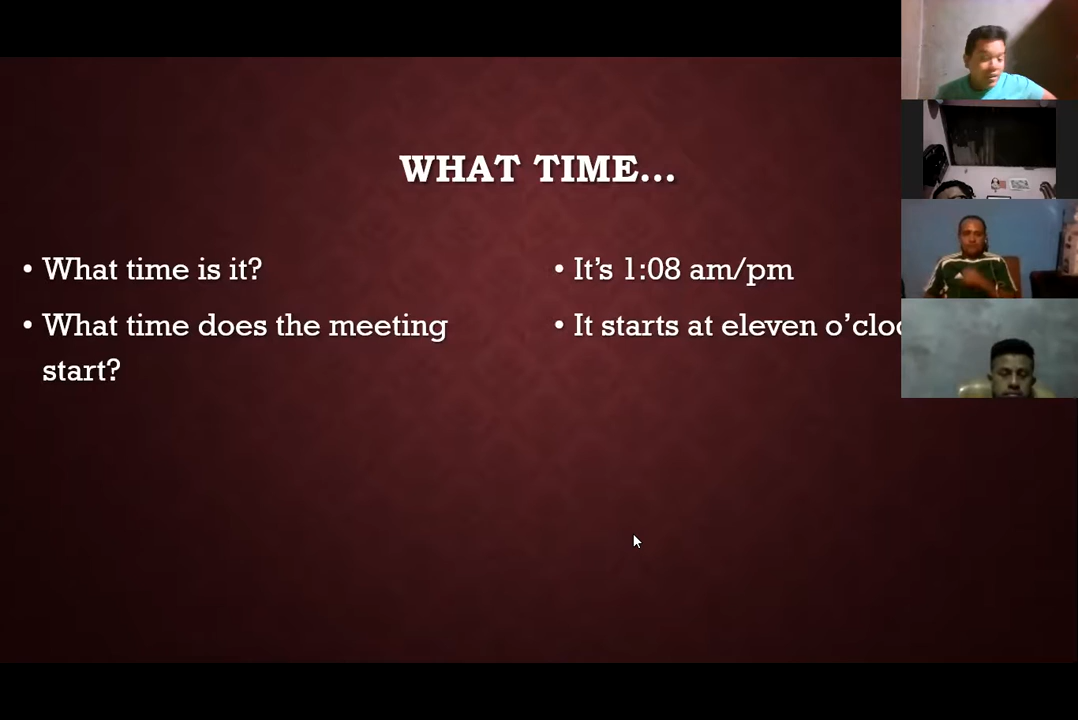 WHAT TIME...
• What time is it?
• What time does the meeting
start?
• It's 1:08 am/pm
• It starts at eleven